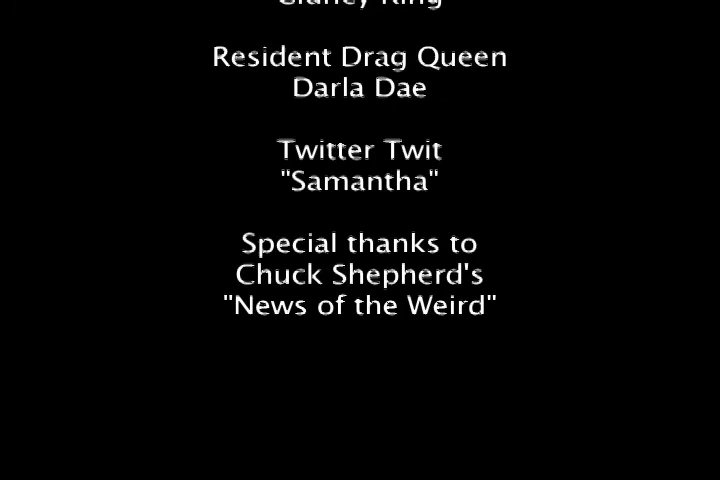 Resident Drag Queen
Darla Dae
Twitter Twit
"Samantha"
Special thanks to
Chuck Shepherd's
"News of the Weird"